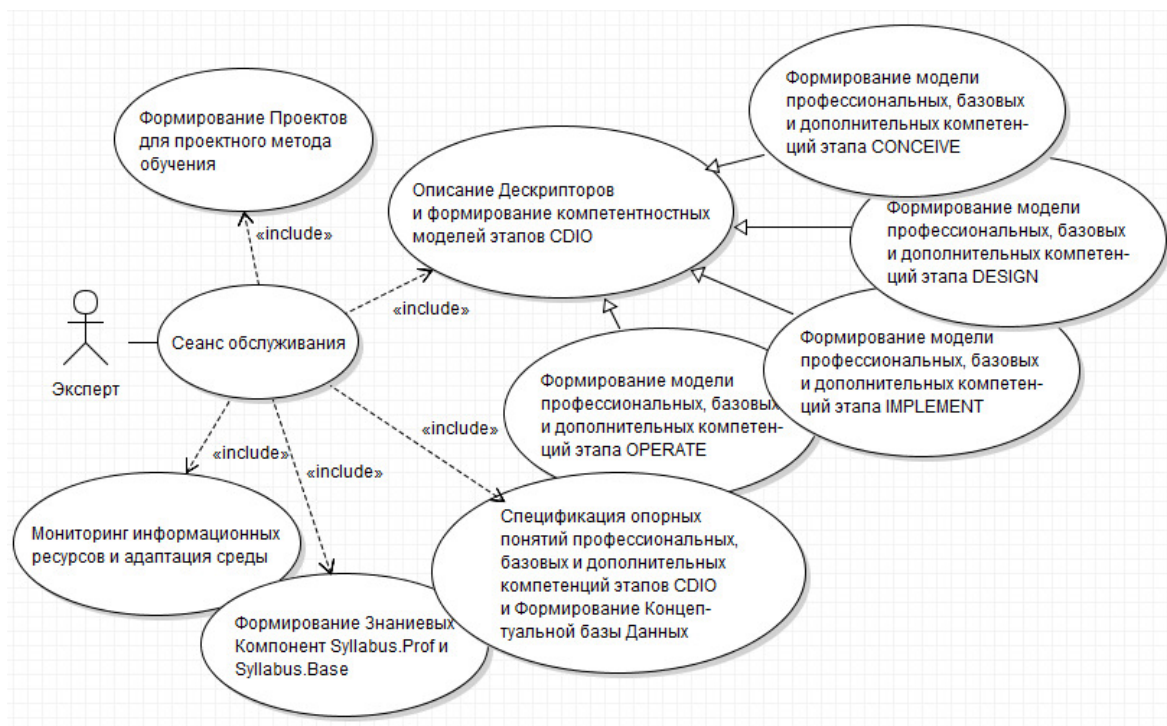 Формирование Проектов
для проектного метода
обучения
«include»
Эксперт
Сеанс обслуживания
Описание Дескрипторов
и формирование компетентностных
моделей этапов CDIO
«include»
Формирование модели
профессиональных, базовых
и дополнительных компетен-
ций этапа CONCEIVE
Формирование модели
профессиональных, базовых
и дополнительных компетен-
ций этапа DESIGN
Формирование модели
профессиональных, базовых
и дополнительных компетен-
ций этапа IMPLEMENT
Формирование модели
профессиональных, базовых
и дополнительных компетен-
ций этапа OPERATE
«include»
«include»
«include»
Мониторинг информационных
ресурсов и адаптация среды
Формирование Знаниевых
Компонент Syllabus.Prof и
Syllabus.Base
Спецификация опорных
понятий профессиональных,
базовых и дополнительных
компетенций этапов CDIO
и Формирование Концеп-
туальной базы Данных